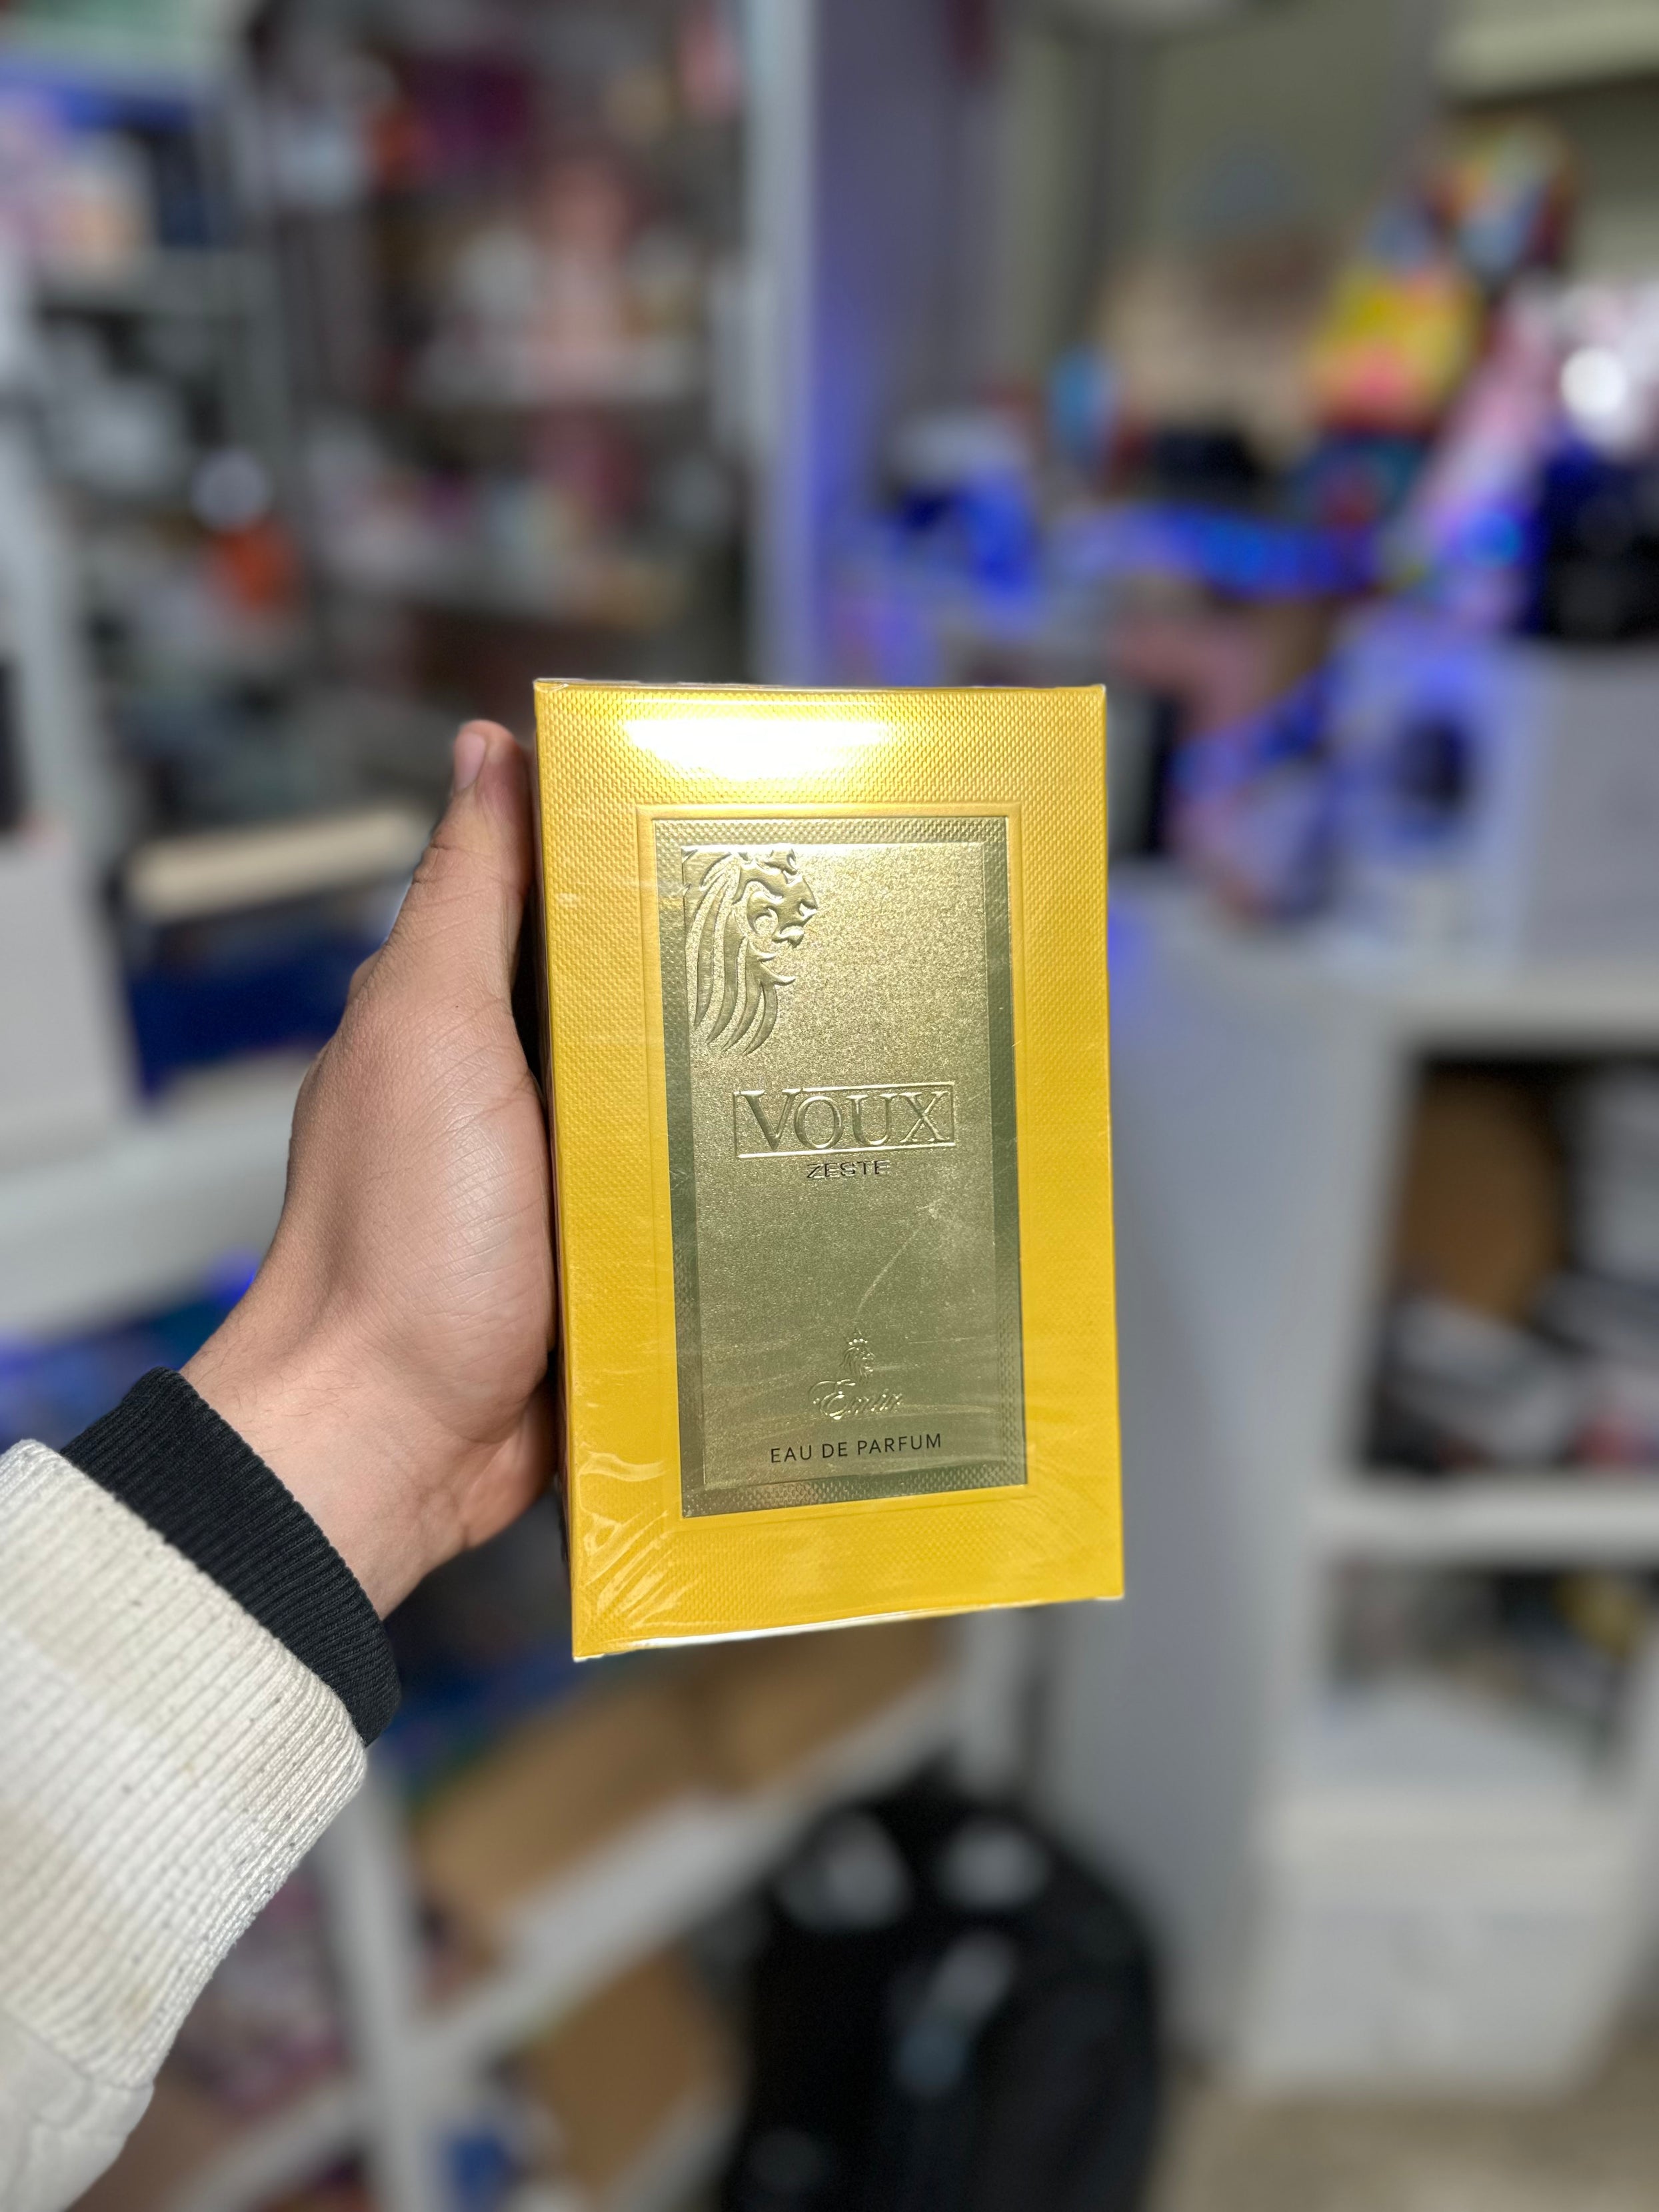 VOUX
ZESTE
Emir
EAU DE PARFUM